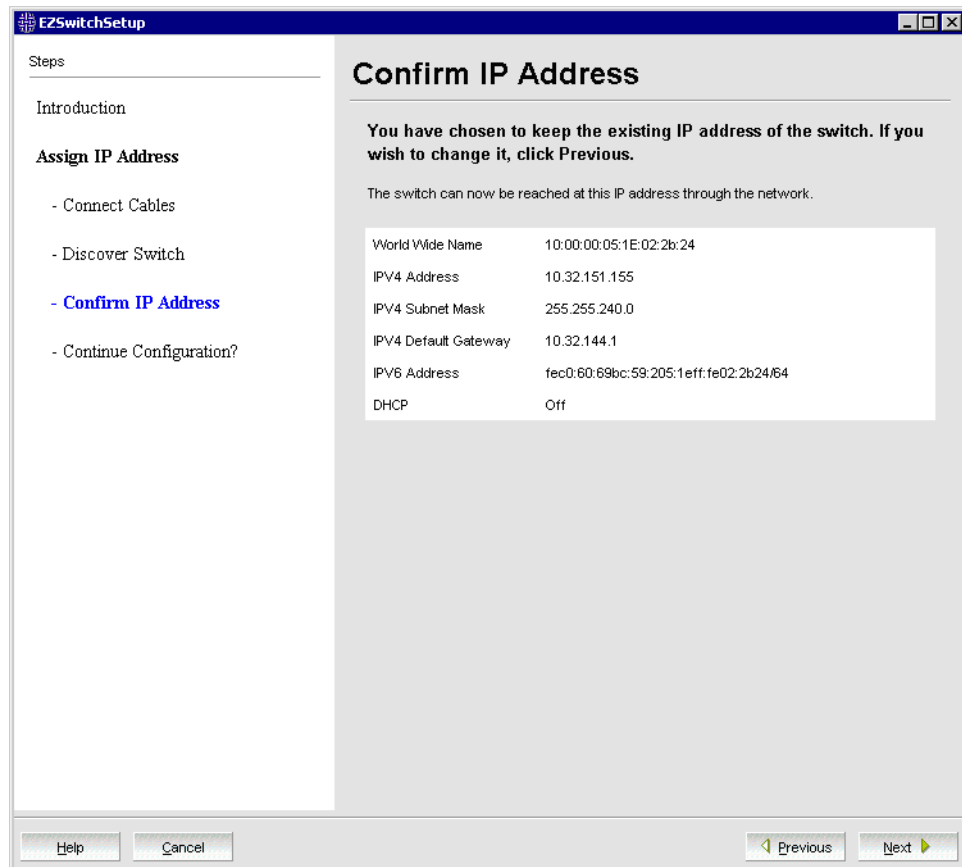 EZSwitchSetup
Steps
Introduction
Assign IP Address
- Connect Cables
- Discover Switch
- Confirm IP Address
- Continue Configuration?
Confirm IP Address
You have chosen to keep the existing IP address of the switch. If you
wish to change it, click Previous.
The switch can now be reached at this IP address through the network.
World Wide Name 10:00:00:05:1E:02:2b:24
IPV4 Address 10.32.151.155
IPV4 Subnet Mask 255.255.240.0
IPV4 Default Gateway 10.32.144.1
IPV6 Address fec0:60:69bc:59:205:1eff:fe02:2b24/64
DHCP Off
Help Cancel Previous Next